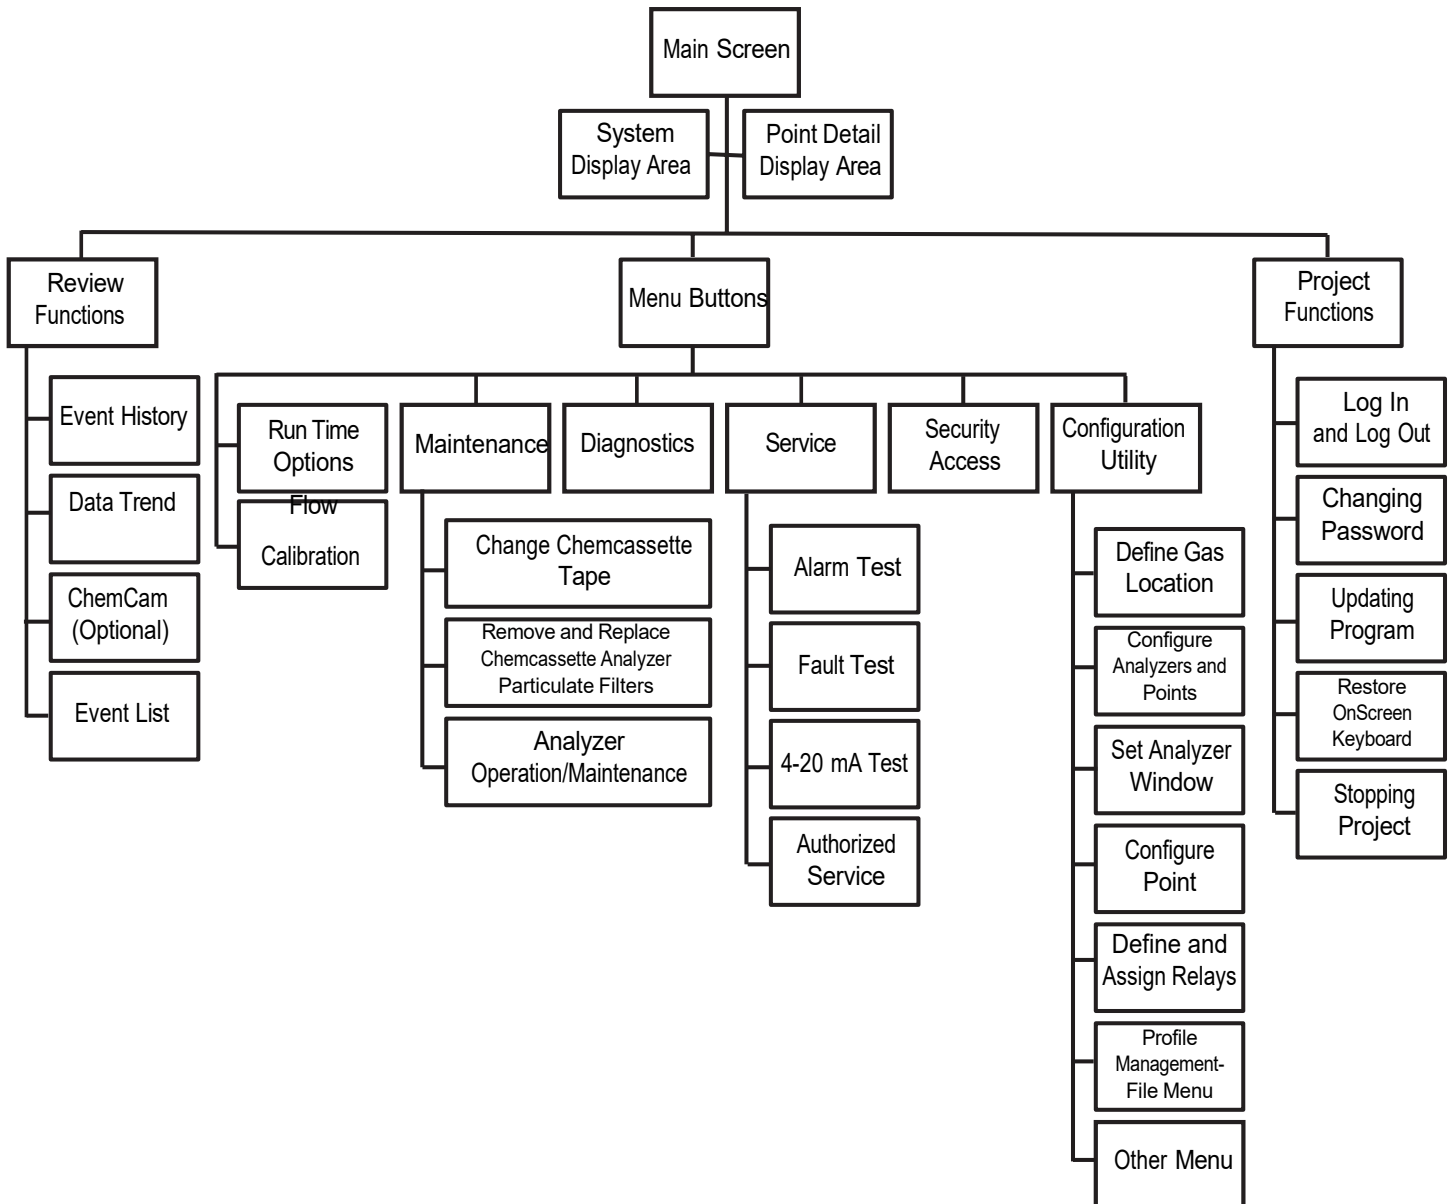 Main Screen
System
Display Area
Point Detail
Display Area
Review
Functions
Event History
Data Trend
ChemCam
(Optional)
Event List
Menu Buttons
Run Time
Options
Flow
Calibration
Maintenance
Change Chemcassette
Tape
Remove and Replace
Chemcassette Analyzer
Particulate Filters
Analyzer
Operation/Maintenance
Diagnostics
Service
Alarm Test
Fault Test
4-20 mA Test
Authorized
Service
Security
Access
Configuration
Utility
Define Gas
Location
Configure
Analyzers and
Points
Set Analyzer
Window
Configure
Point
Define and
Assign Relays
Profile
Management-
File Menu
Other Menu
Project
Functions
Log In
and Log Out
Changing
Password
Updating
Program
Restore
OnScreen
Keyboard
Stopping
Project